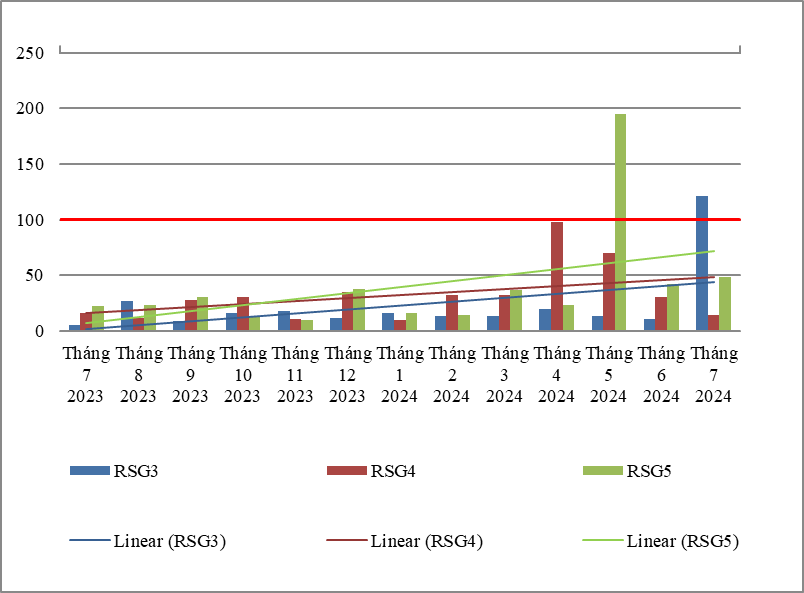 250
200
150
100
50
0
Tháng Tháng Tháng Tháng Tháng Tháng Tháng Tháng Tháng Tháng Tháng Tháng Tháng
7 8 9 10 11 12 1 2 3 4 5 6 7
2023 2023 2023 2023 2023 2023 2024 2024 2024 2024 2024 2024 2024
RSG3 RSG4 RSG5
Linear (RSG3) Linear (RSG4) Linear (RSG5)